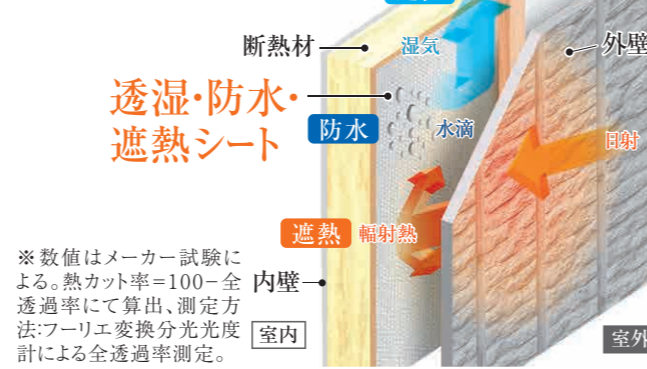 断熱材
湿気
外壁
透湿・防水・
遮熱シート
防水
水滴
日射
遮熱
輻射熱
※数値はメーカー試験に
よる。熱カット率=100−全
透過率にて算出、測定方
法:フーリエ変換分光光度
計による全透過率測定。
内壁
室内
室外